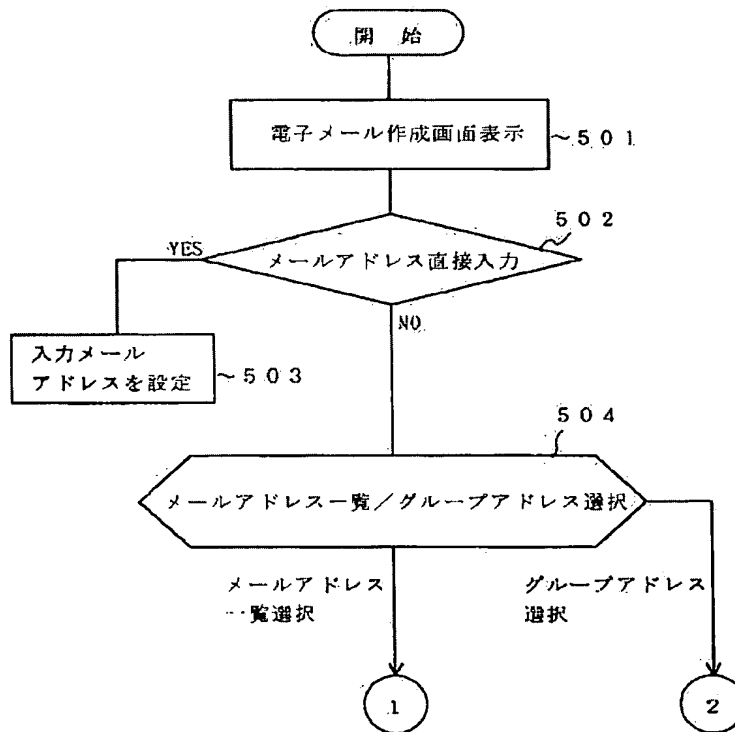 開 始
電子メール作成画面表示
～501
502
メールアドレス直接入力
YES
NO
入力メール
アドレスを設定
～503
504
メールアドレス一覧／グループアドレス選択
メールアドレス
一覧選択
グループアドレス
選択
1
2